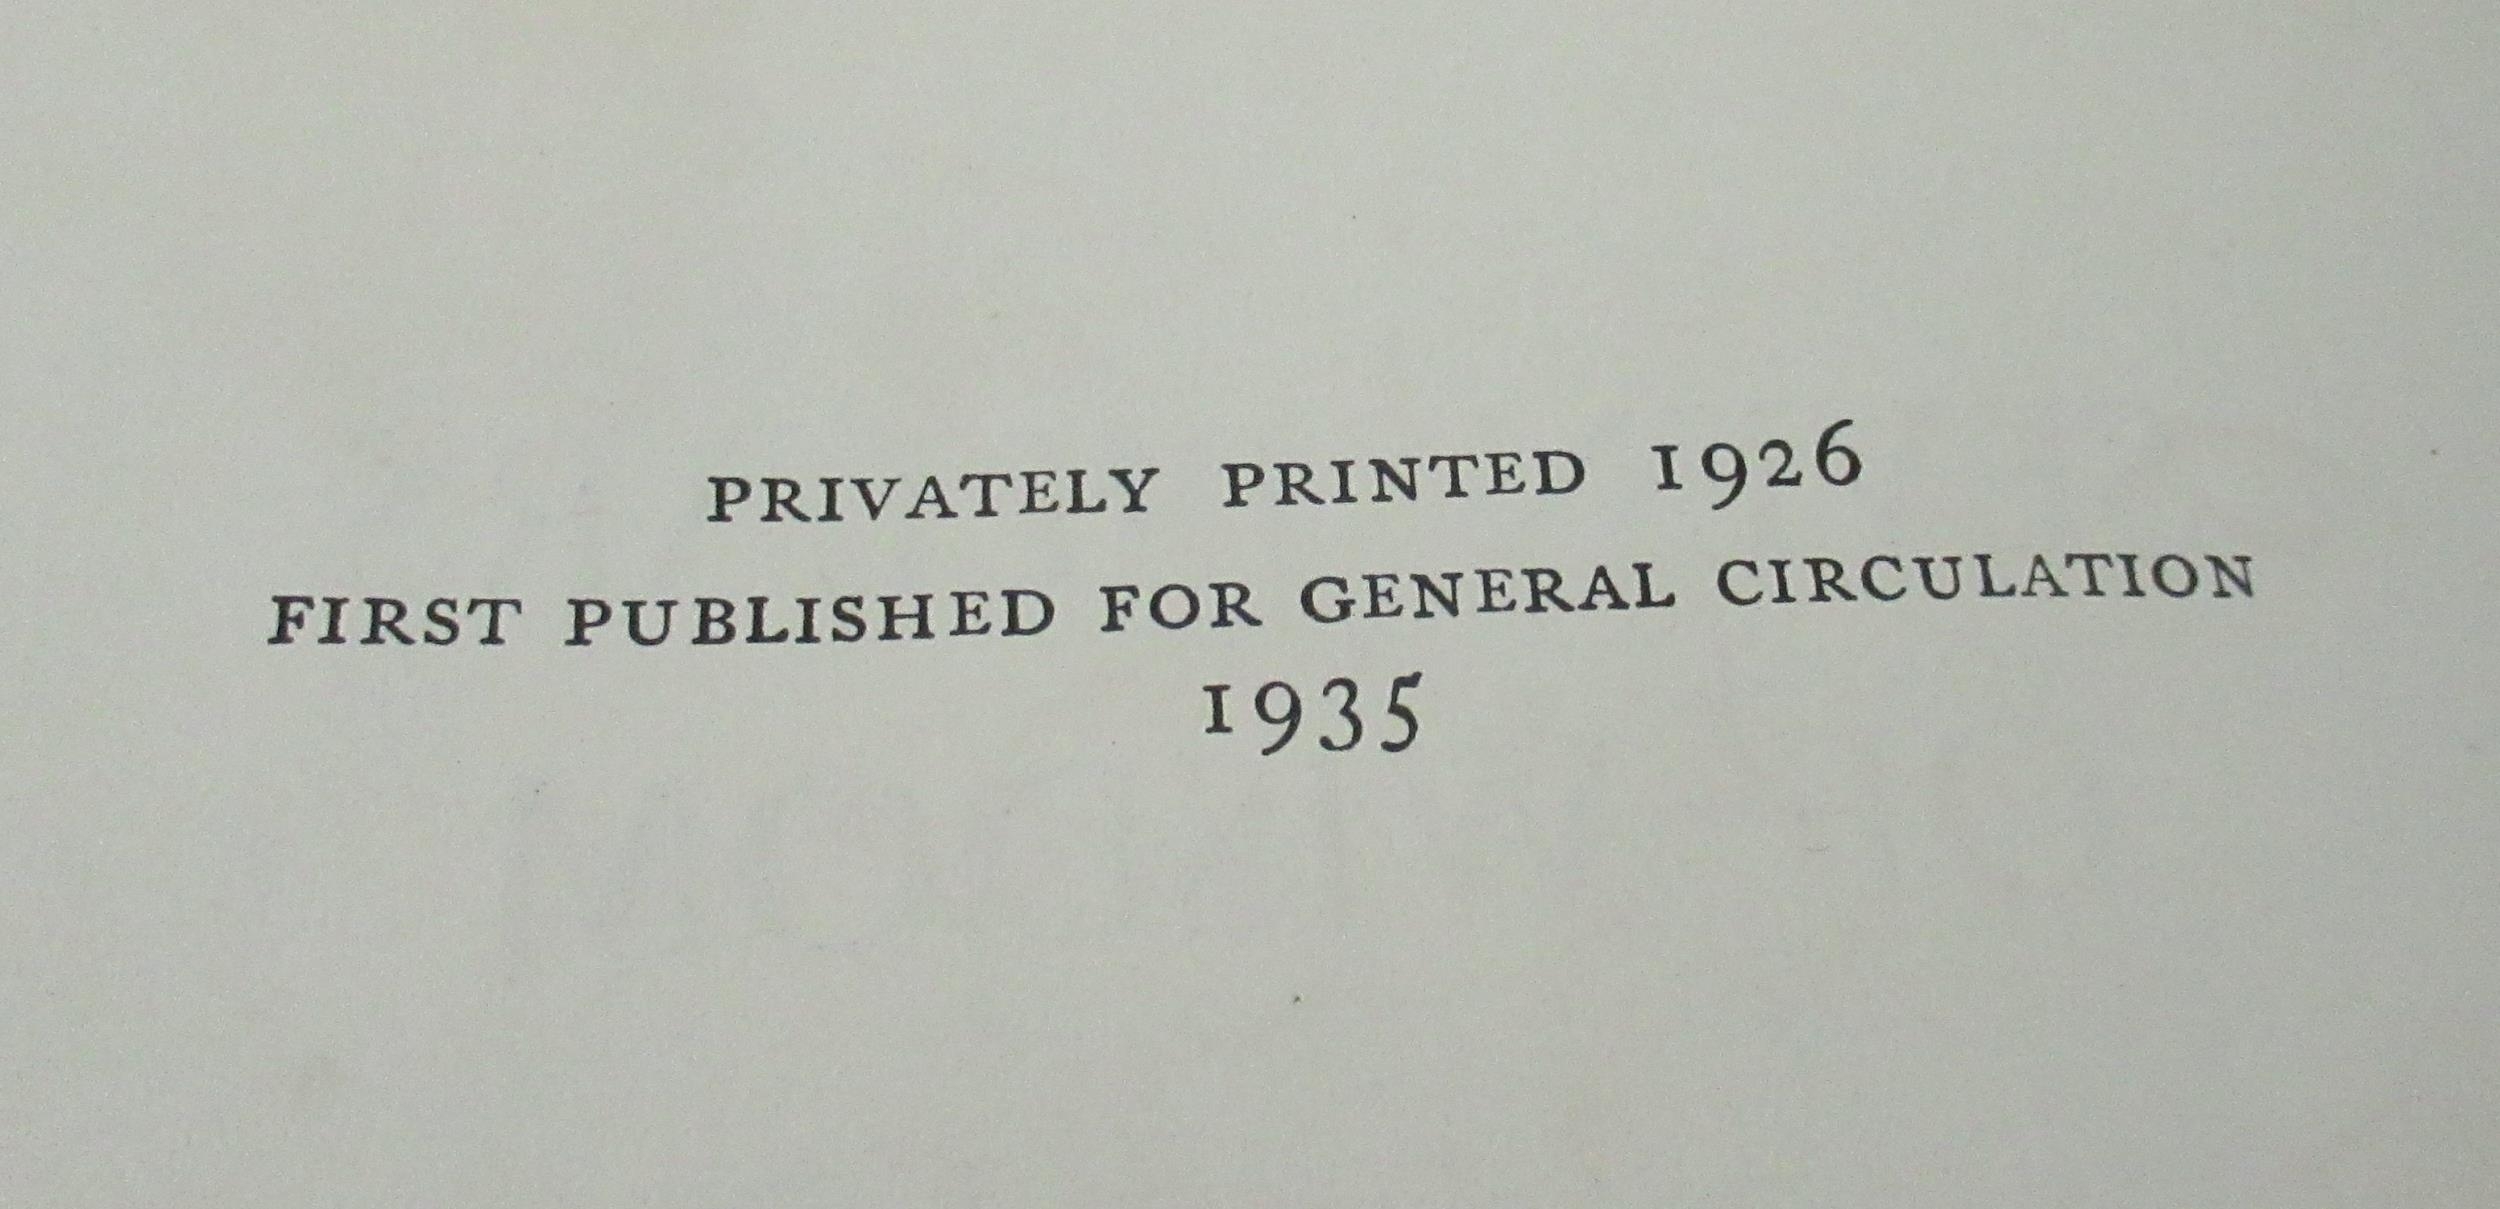 PRIVATELY PRINTED 1926
FIRST PUBLISHED FOR GENERAL CIRCULATION
1935